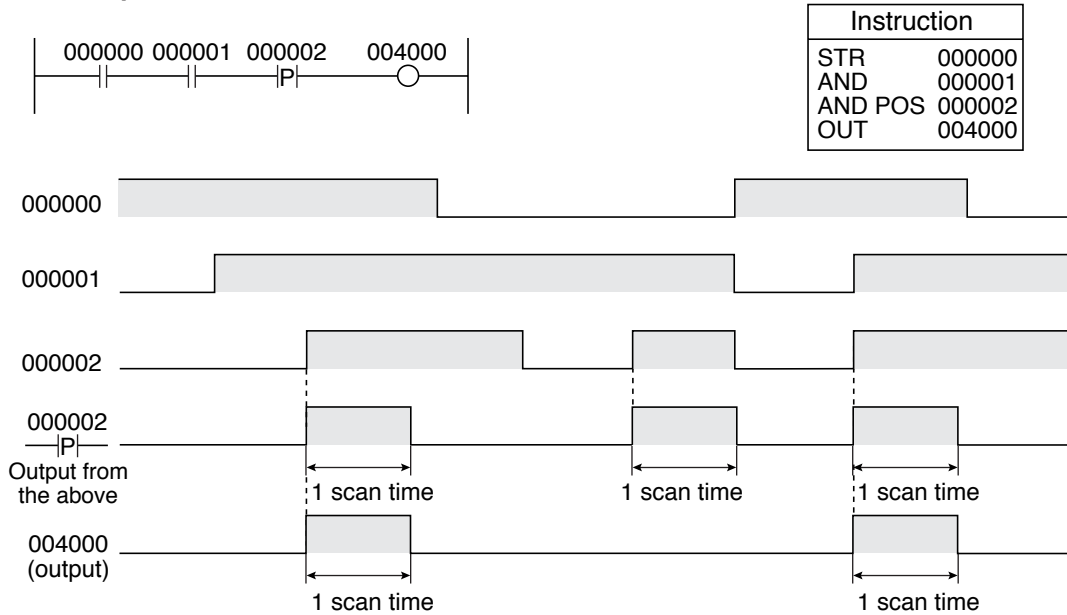 000000 000001 000002 004000
P
Instruction
STR 000000
AND 000001
AND POS 000002
OUT 004000
000000
000001
000002
000002
P
Output from
the above
1 scan time 1 scan time 1 scan time
004000
(output)
1 scan time 1 scan time